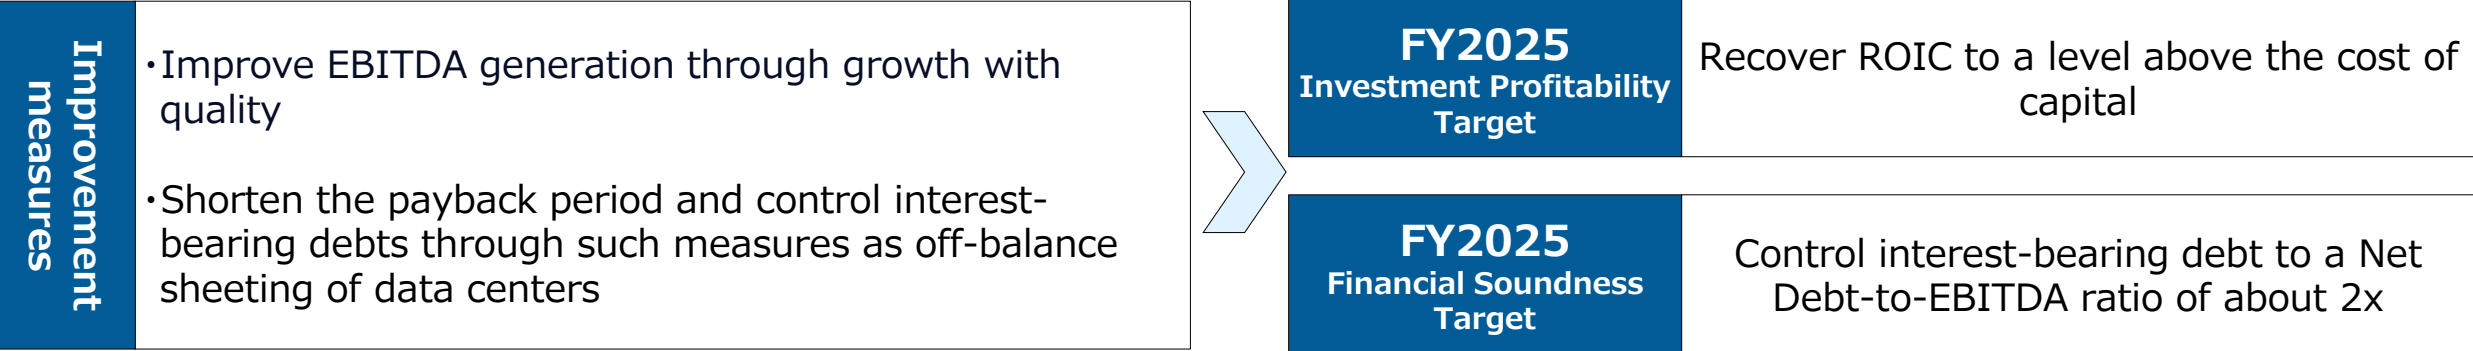 Improvement
measures
・Improve EBITDA generation through growth with
quality
・Shorten the payback period and control interest-
bearing debts through such measures as off-balance
sheeting of data centers
FY2025
Investment Profitability
Target
Recover ROIC to a level above the cost of
capital
FY2025
Financial Soundness
Target
Control interest-bearing debt to a Net
Debt-to-EBITDA ratio of about 2x